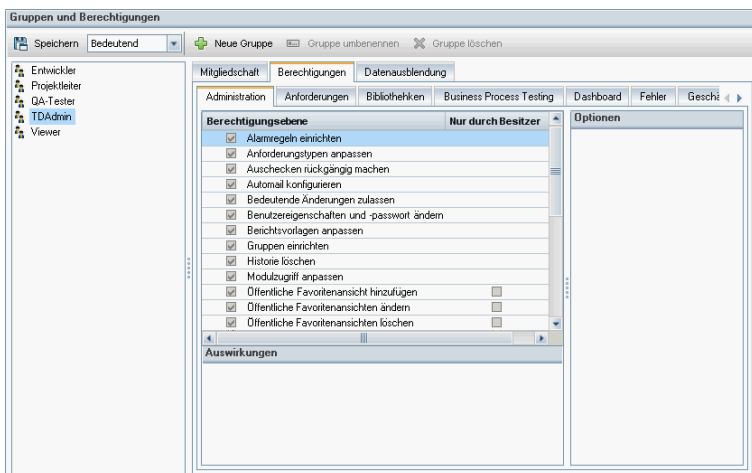 Gruppen und Berechtigungen
Speichern Bedeutend Neue Gruppe Gruppe umbenennen Gruppe löschen
Entwickler
Projektleiter
QA-Tester
TDAdmin
Viewer
Mitgliedschaft Berechtigungen Datenausblendung
Administration Anforderungen Bibliothehken Business Process Testing Dashboard Fehler Geschä
Berechtigungsebene Nur durch Besitzer
Alarmregeln einrichten
Anforderungstypen anpassen
Auschecken rückgängig machen
Automail konfigurieren
Bedeutende Änderungen zulassen
Benutzereigenschaften und -passwort ändern
Berichtsvorlagen anpassen
Gruppen einrichten
Historie löschen
Modulzugriff anpassen
Öffentliche Favoritenansicht hinzufügen
Öffentliche Favoritenansichten ändern
Öffentliche Favoritenansichten löschen
Optionen
Auswirkungen